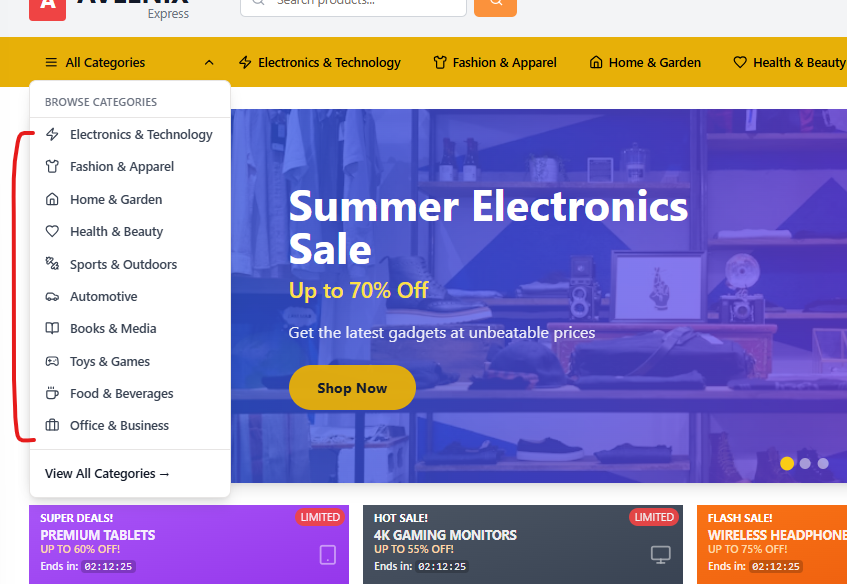 A
Express
Search products...
All Categories
Electronics & Technology
Fashion & Apparel
Home & Garden
Health & Beauty
BROWSE CATEGORIES
Electronics & Technology
Fashion & Apparel
Home & Garden
Health & Beauty
Sports & Outdoors
Automotive
Books & Media
Toys & Games
Food & Beverages
Office & Business
View All Categories →
Summer Electronics
Sale
Up to 70% Off
Get the latest gadgets at unbeatable prices
Shop Now
SUPER DEALS!
LIMITED
PREMIUM TABLETS
UP TO 60% OFF!
Ends in: 02:12:25
HOT SALE!
LIMITED
4K GAMING MONITORS
UP TO 55% OFF!
Ends in: 02:12:25
FLASH SALE!
WIRELESS HEADPHONE
UP TO 75% OFF!
Ends in: 02:12:25